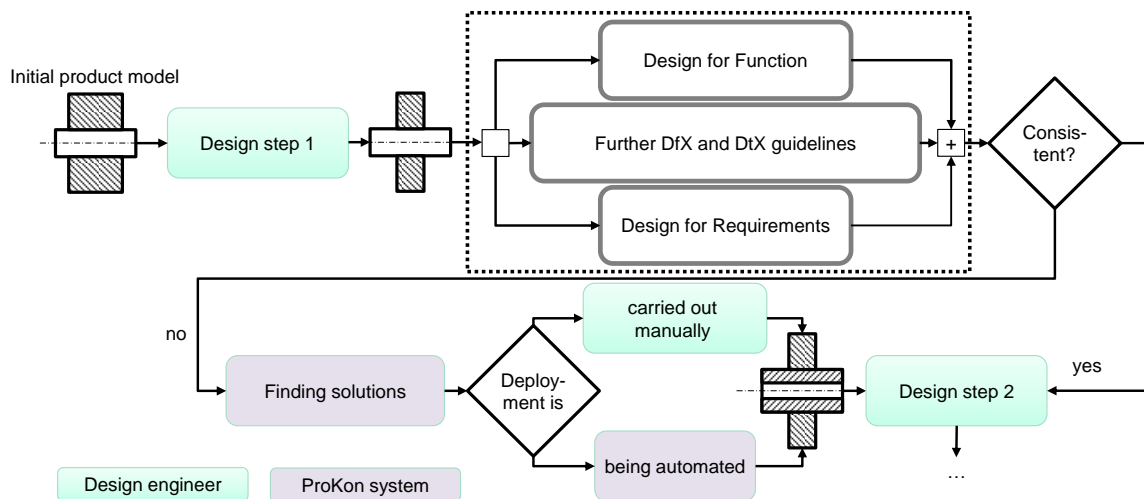 Initial product model
Design step 1
Design for Function
Further DfX and DtX guidelines
+
Design for Requirements
Consis-
tent?
no
yes
Finding solutions
Deploy-
ment is
carried out
manually
being automated
Design step 2
...
Design engineer
ProKon system